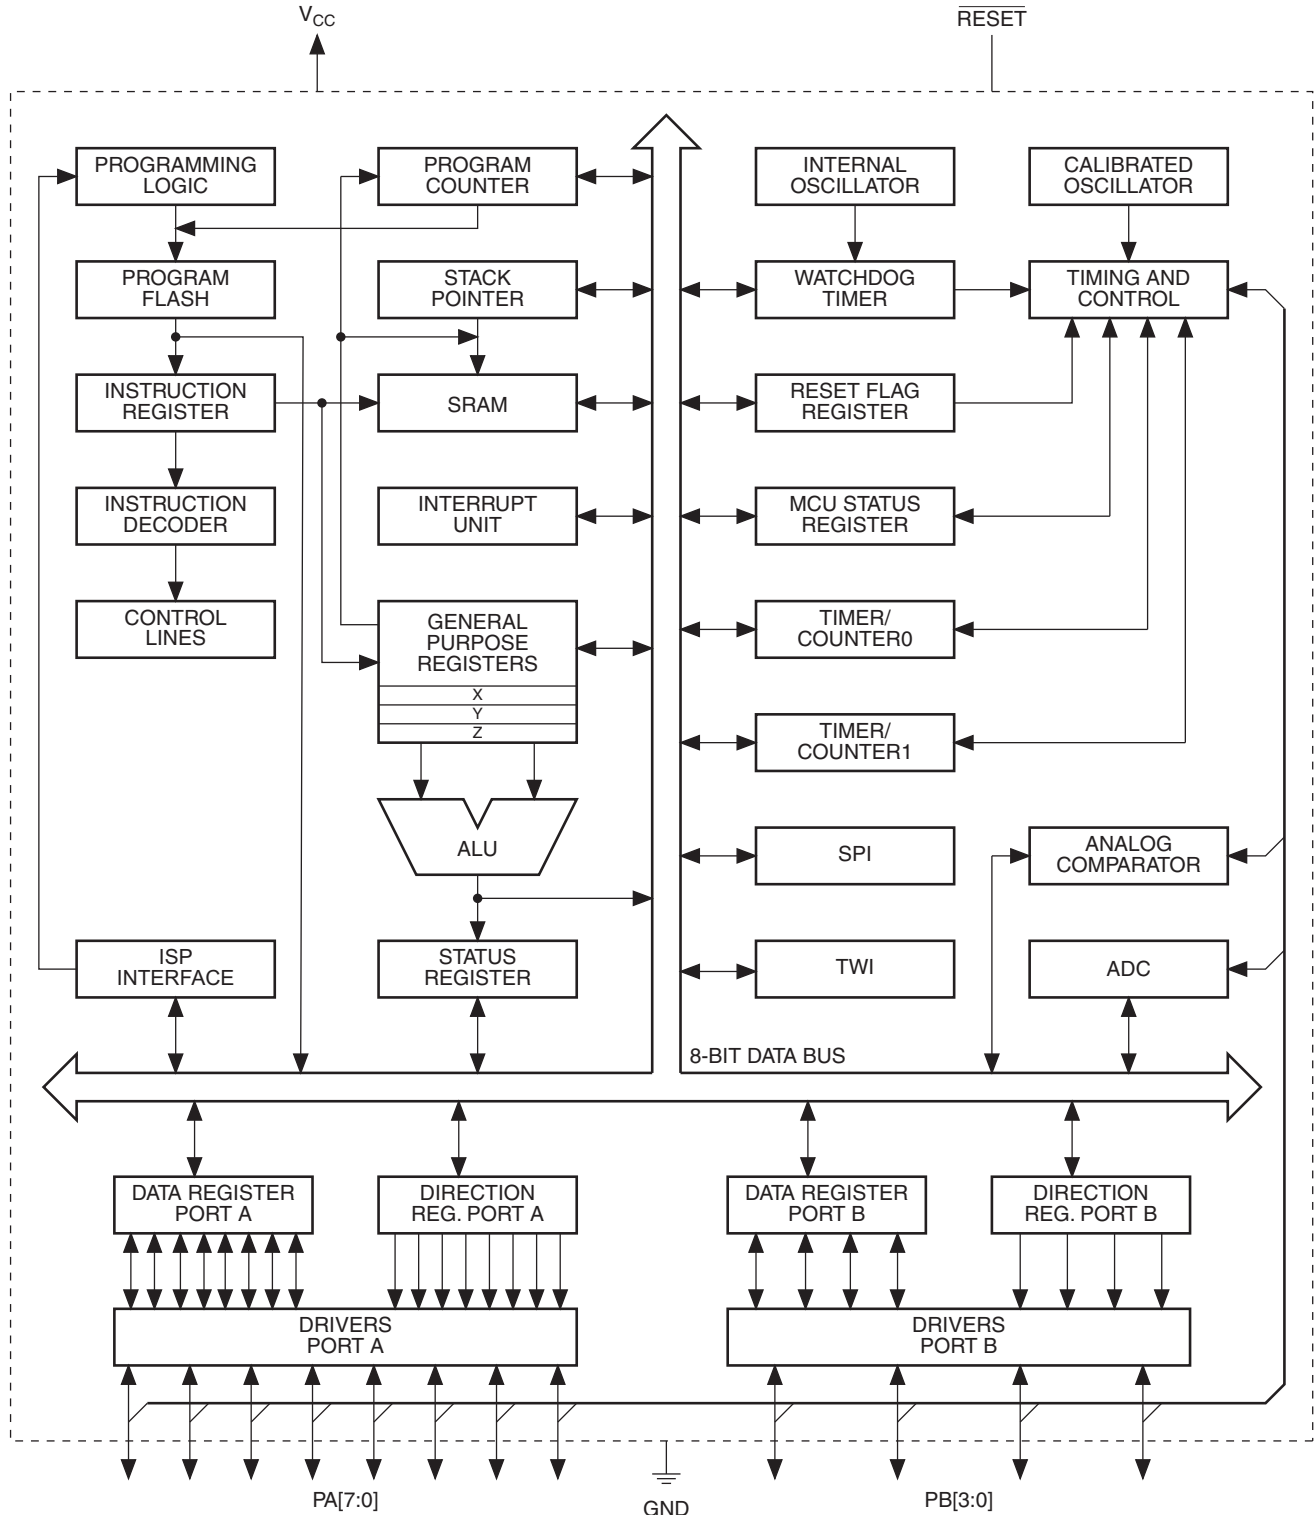 VCC
RESET
PROGRAMMING
LOGIC
PROGRAM
COUNTER
INTERNAL
OSCILLATOR
CALIBRATED
OSCILLATOR
PROGRAM
FLASH
STACK
POINTER
WATCHDOG
TIMER
TIMING AND
CONTROL
INSTRUCTION
REGISTER
SRAM
RESET FLAG
REGISTER
INSTRUCTION
DECODER
INTERRUPT
UNIT
MCU STATUS
REGISTER
CONTROL
LINES
GENERAL
PURPOSE
REGISTERS
X
Y
Z
TIMER/
COUNTER0
TIMER/
COUNTER1
ALU
SPI
ANALOG
COMPARATOR
ISP
INTERFACE
STATUS
REGISTER
TWI
ADC
8-BIT DATA BUS
DATA REGISTER
PORT A
DIRECTION
REG. PORT A
DATA REGISTER
PORT B
DIRECTION
REG. PORT B
DRIVERS
PORT A
DRIVERS
PORT B
PA[7:0]
GND
PB[3:0]